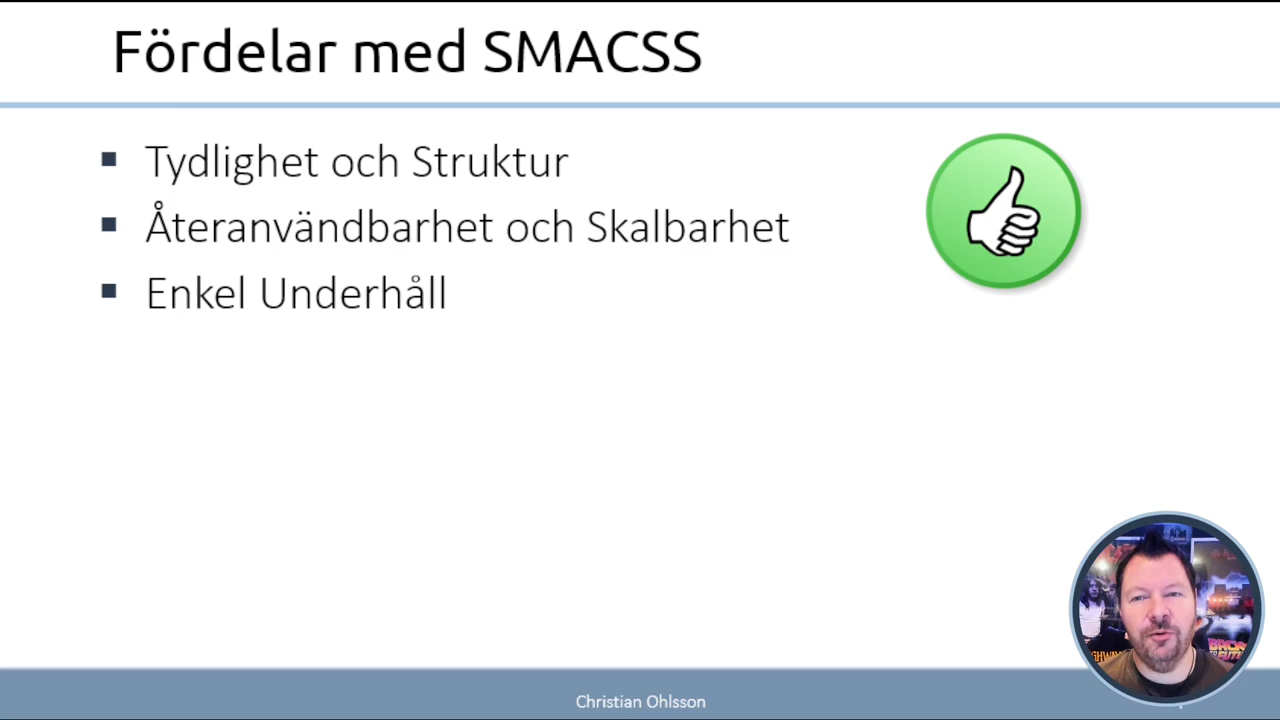 Fördelar med SMACSS
Tydlighet och Struktur
Återanvändbarhet och Skalbarhet
Enkel Underhåll
Christian Ohlsson